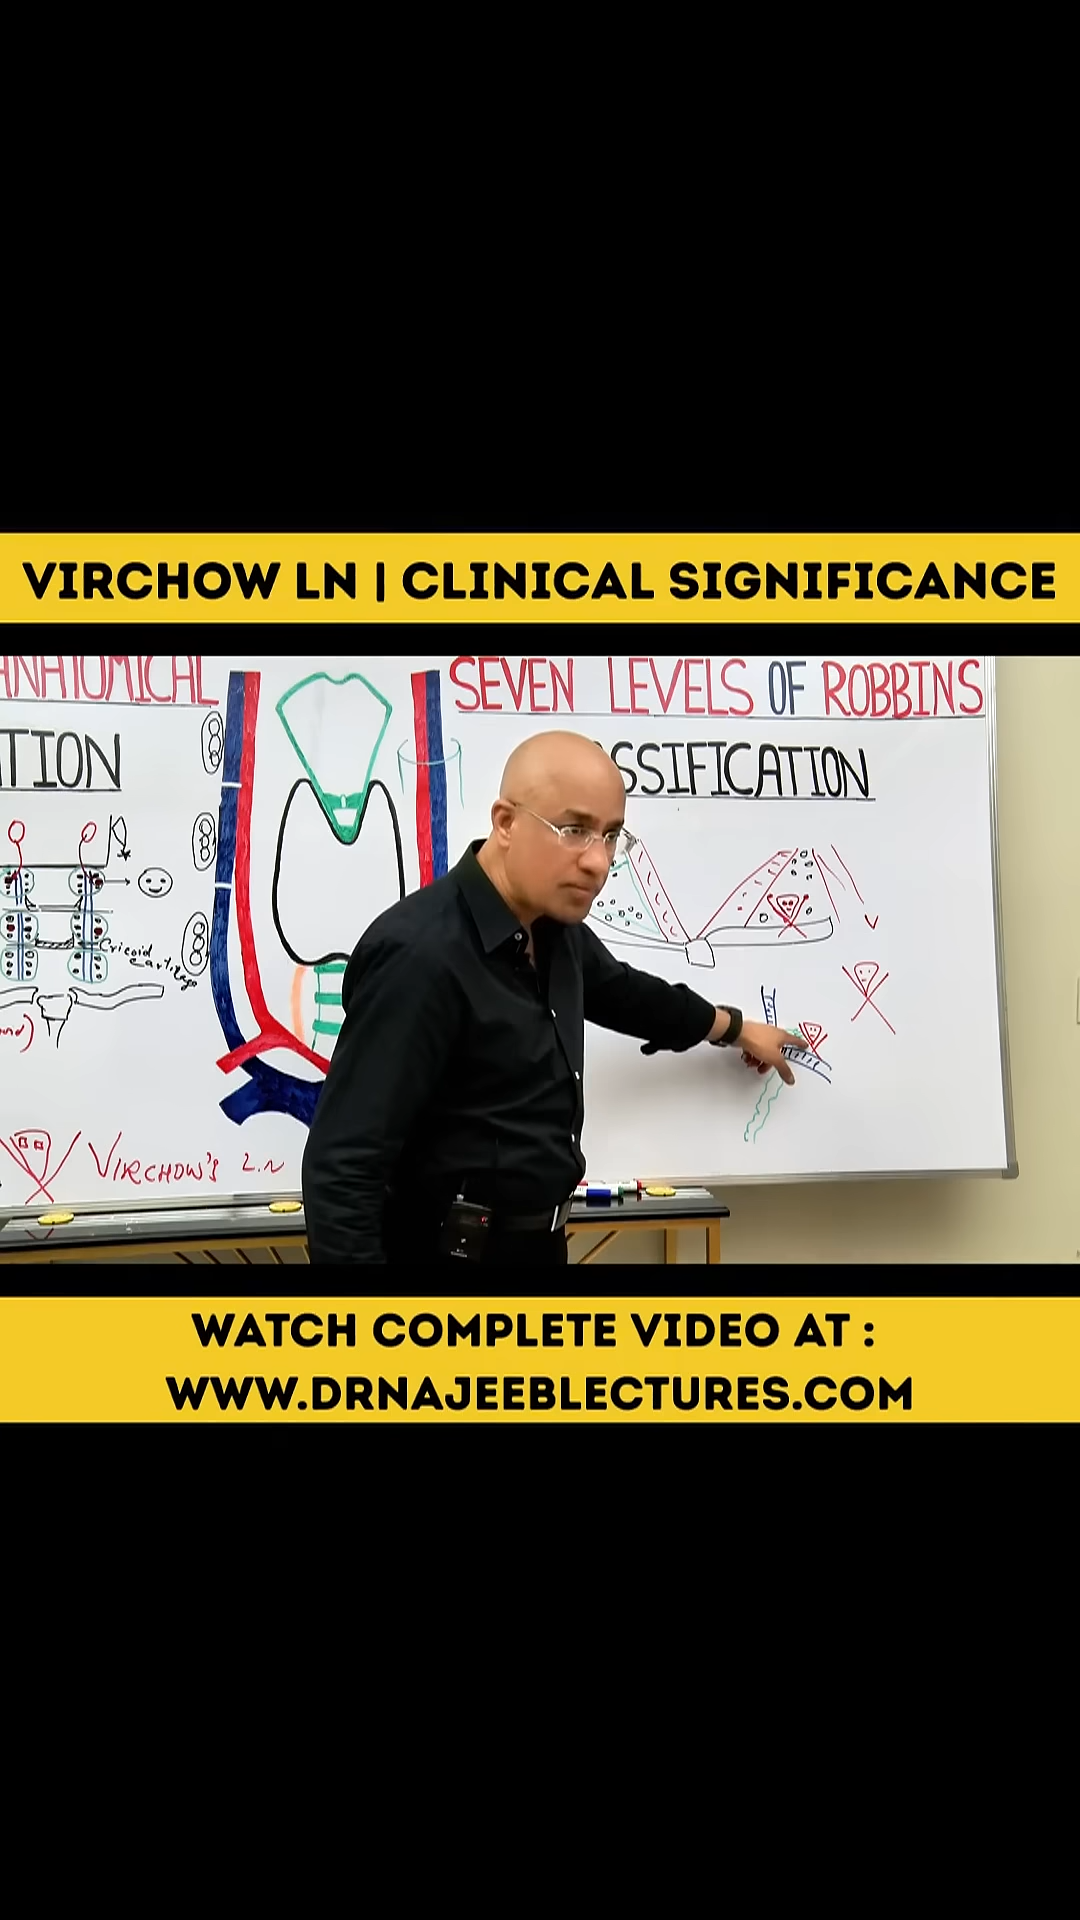 VIRCHOW LN | CLINICAL SIGNIFICANCE
ANATOMICAL
SEVEN LEVELS OF ROBBINS
TION
SSIFICATION
Cricoid
Cartilage
VIRCHOW'S L.N
WATCH COMPLETE VIDEO AT :
WWW.DRNAJEEBLECTURES.COM